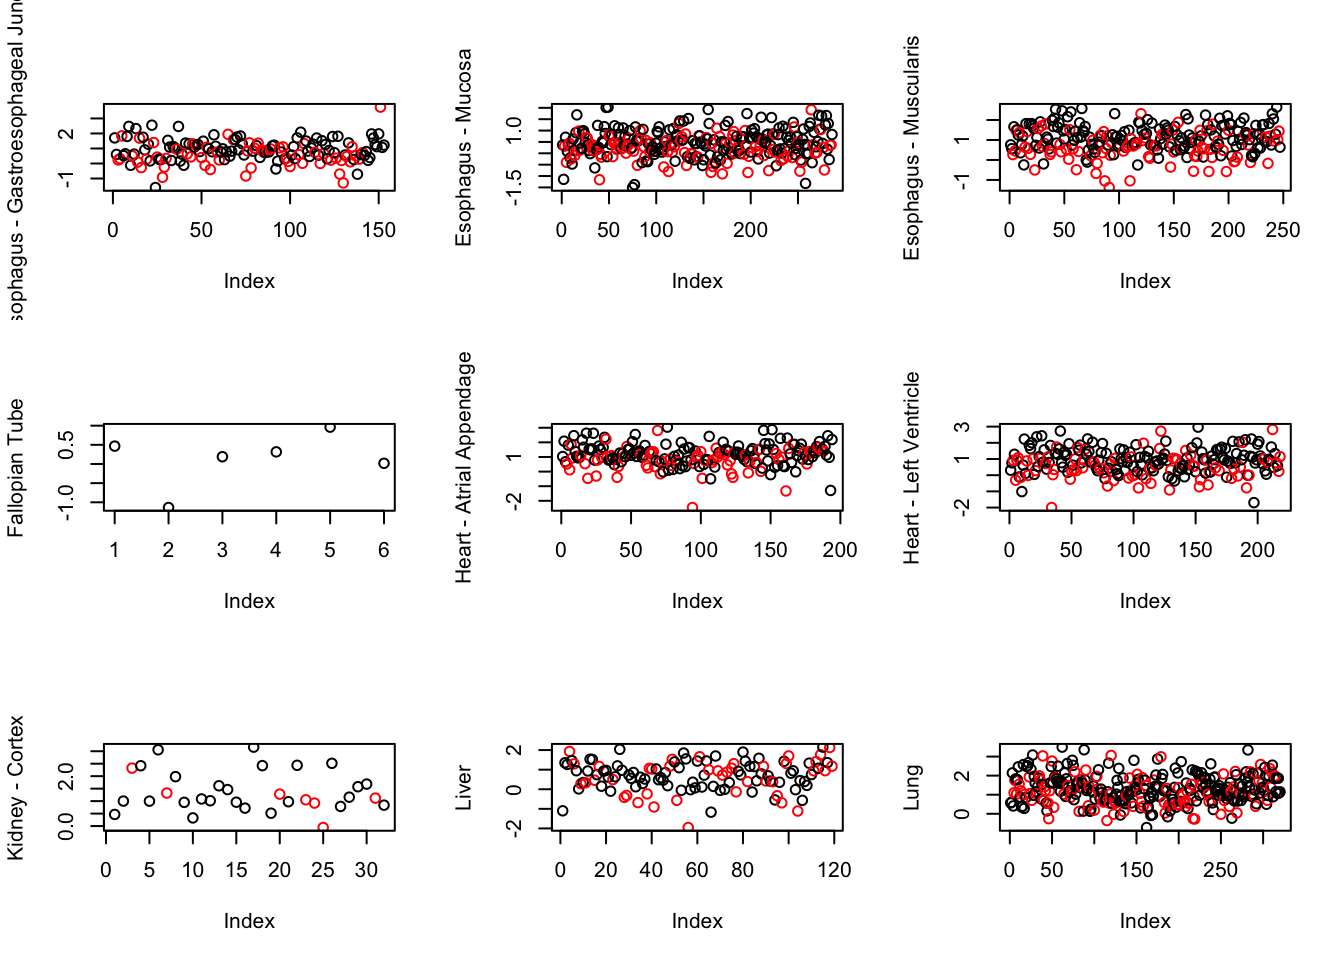 sophagus - Gastroesophageal Junc
2
-1
0 50 100 150
Index
Esophagus - Mucosa
1.0
-1.5
0 50 100 200
Index
Esophagus - Muscularis
1
-1
0 50 100 150 200 250
Index
Fallopian Tube
0.5
-1.0
1 2 3 4 5 6
Index
Heart - Atrial Appendage
1
-2
0 50 100 150 200
Index
Heart - Left Ventricle
3
1
-2
0 50 100 150 200
Index
Kidney - Cortex
2.0
0.0
0 5 10 15 20 25 30
Index
Liver
2
0
-2
0 20 40 60 80 120
Index
Lung
2
0
0 50 150 250
Index